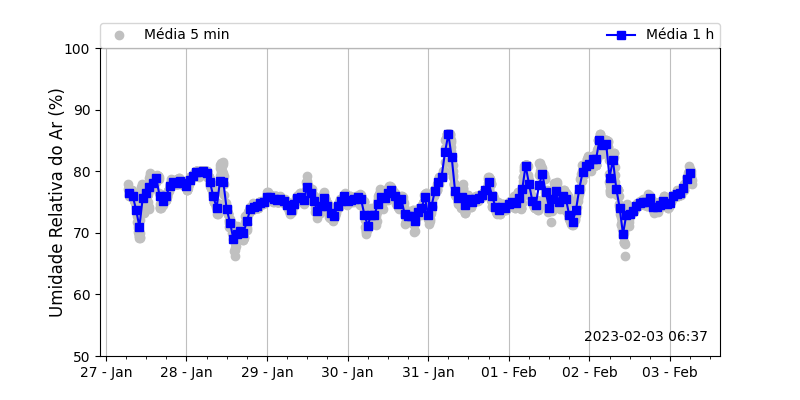 Média 5 min
Média 1 h
Umidade Relativa do Ar (%)
100
90
80
70
60
50
2023-02-03 06:37
27 - Jan
28 - Jan
29 - Jan
30 - Jan
31 - Jan
01 - Feb
02 - Feb
03 - Feb